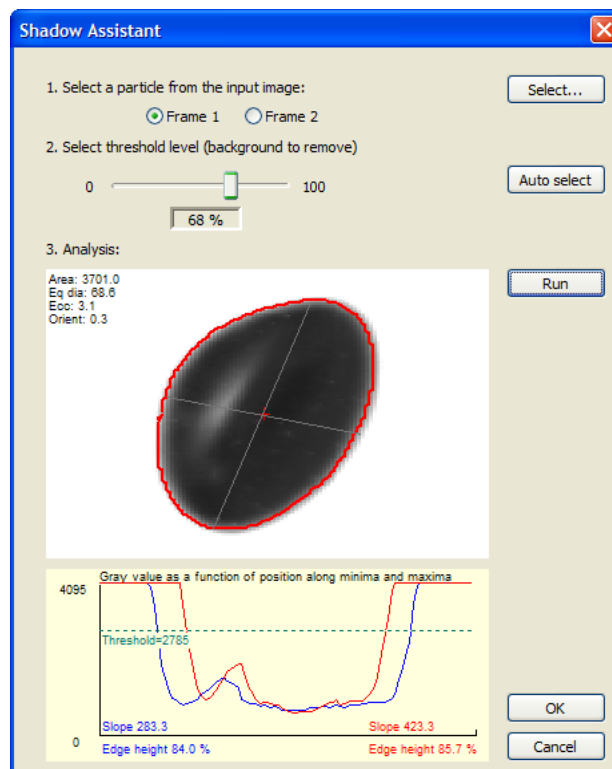 Shadow Assistant
1. Select a particle from the input image:
Select...
Frame 1 Frame 2
2. Select threshold level (background to remove)
0 100
Auto select
68 %
3. Analysis:
Run
Area: 3701.0
Eq dia: 68.6
Ecc: 3.1
Orient: 0.3
Gray value as a function of position along minima and maxima
4095
Threshold=2785
Slope 283.3 Slope 423.3
0
Edge height 84.0 % Edge height 85.7 %
OK
Cancel